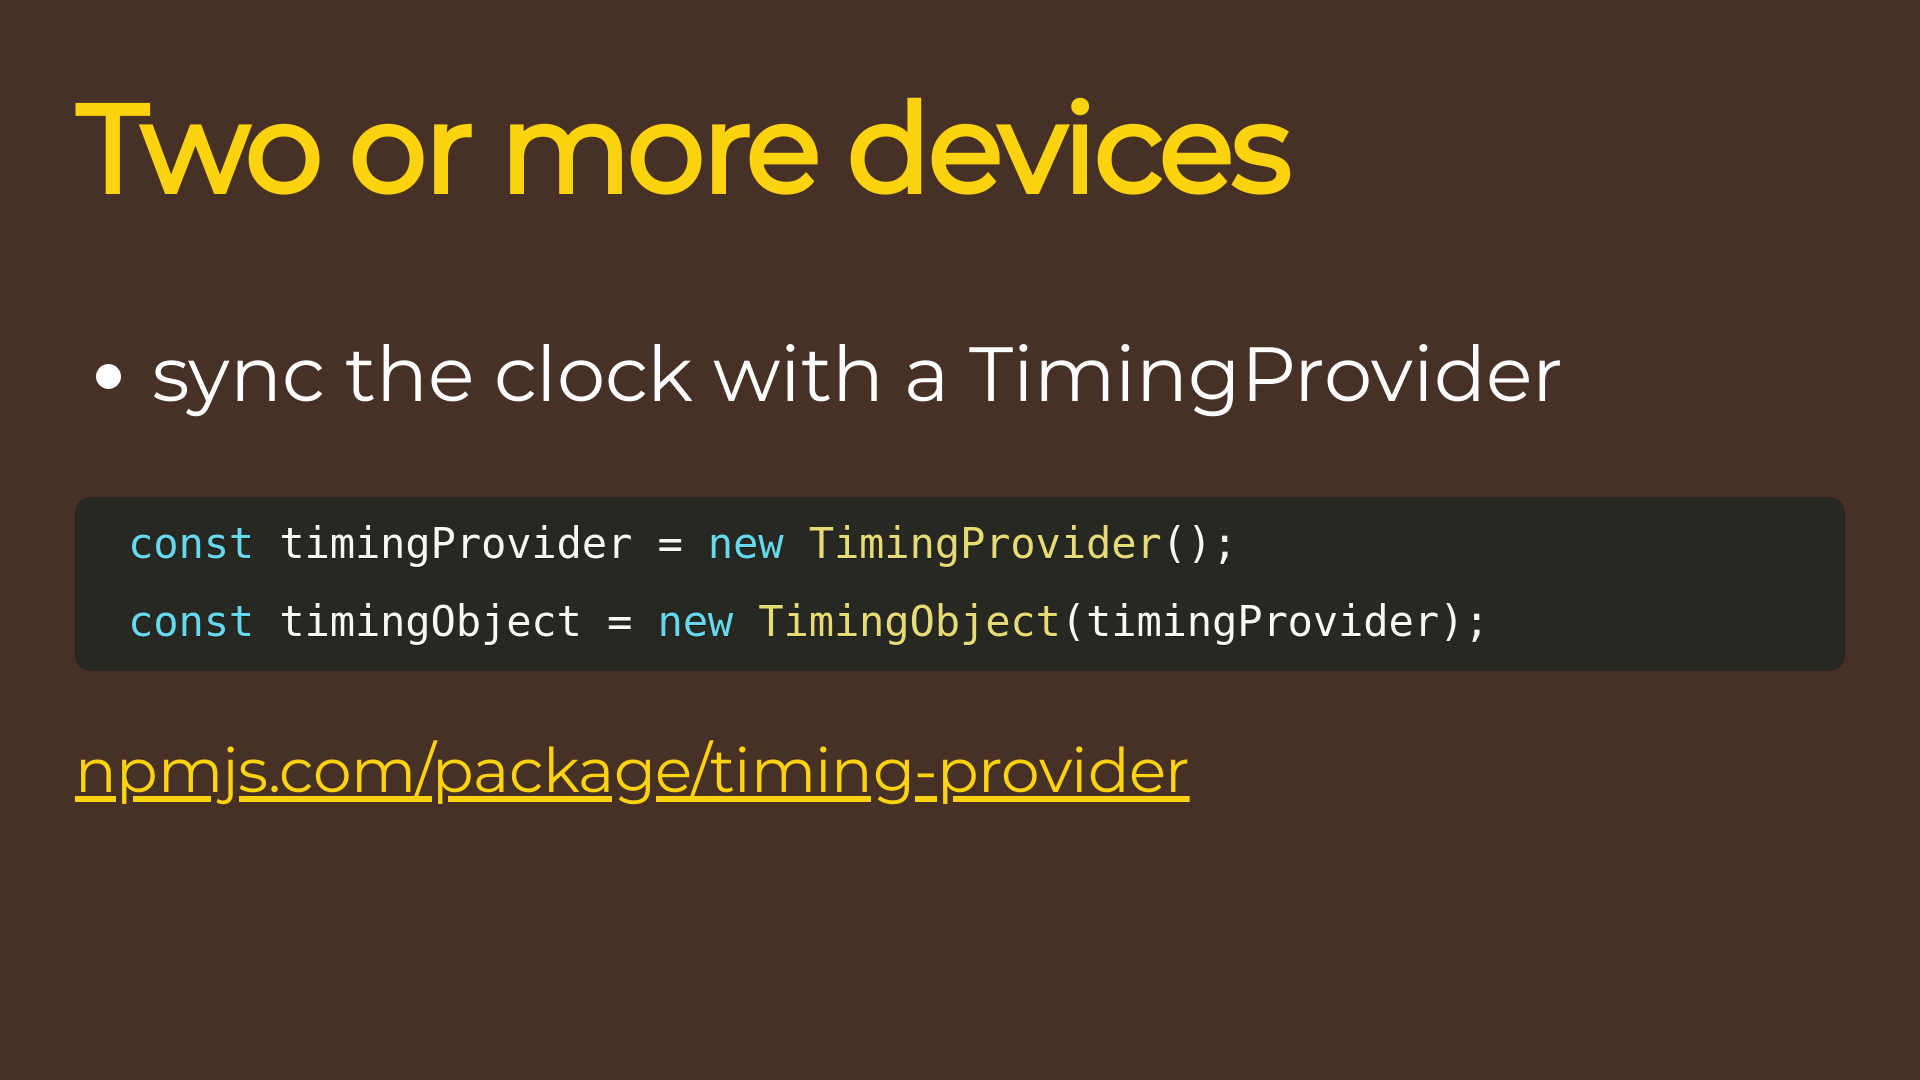 Two or more devices
• sync the clock with a TimingProvider
const timingProvider = new TimingProvider();
const timingObject = new TimingObject(timingProvider);
npmjs.com/package/timing-provider